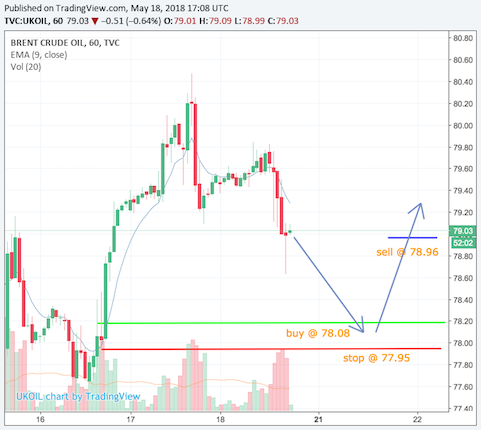 Published on TradingView.com, May 18, 2018 17:08 UTC
TVC:UKOIL, 60 79.03 ▼ −0.51 (−0.64%) O: 79.01 H: 79.09 L: 78.99 C: 79.03
BRENT CRUDE OIL, 60, TVC
EMA (9, close)
Vol (20)
80.80
80.40
80.20
80.00
79.80
79.60
79.40
79.20
79.03
52:02
sell @ 78.96
78.60
78.40
78.20
buy @ 78.08
78.00
stop @ 77.95
77.80
77.60
UKOIL chart by TradingView
77.40
16 17 18 21 22